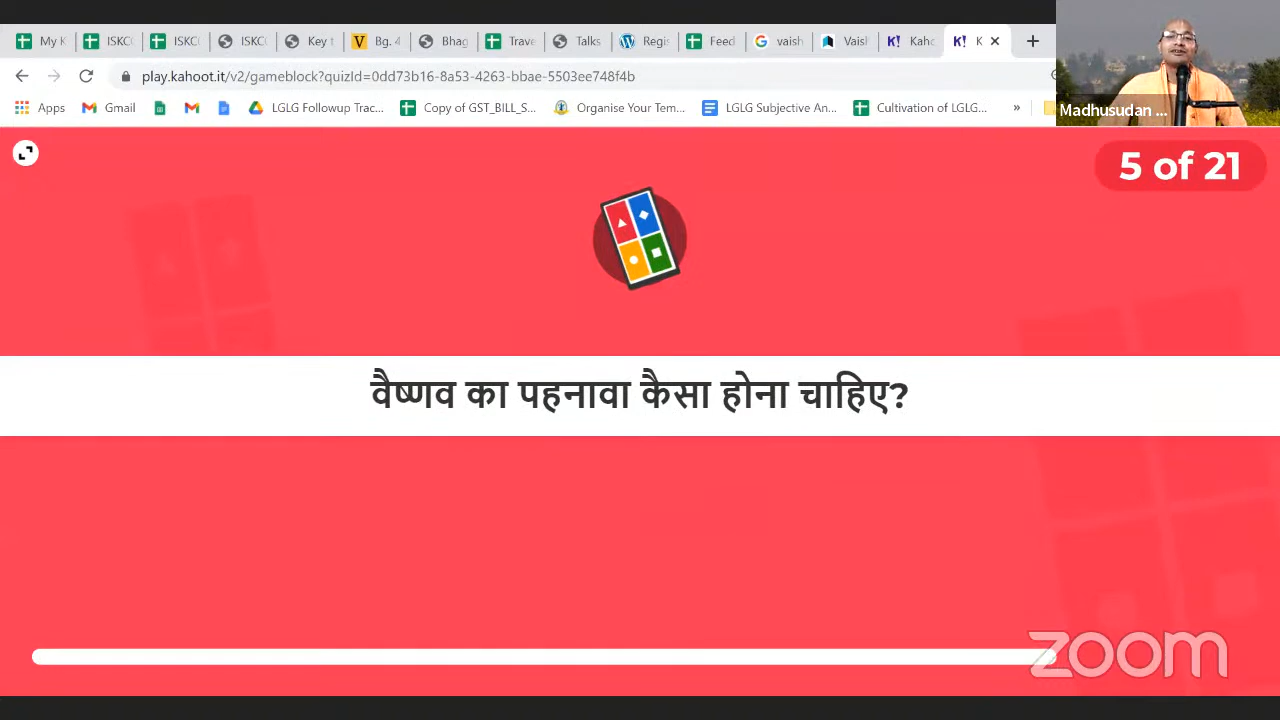 My K
ISKC
ISKC
ISKC
Key t
Bg. 4
Bhag
Trave
Talks
Regis
Feed
vaish
Vaish
Kaho
K
play.kahoot.it/v2/gameblock?quizId=0dd73b16-8a53-4263-bbae-5503ee748f4b
Apps
Gmail
LGLG Followup Trac...
Copy of GST_BILL_S...
Organise Your Tem...
LGLG Subjective An...
Cultivation of LGLG...
»
Madhusudan ...
5 of 21
वैष्णव का पहनावा कैसा होना चाहिए?
zoom